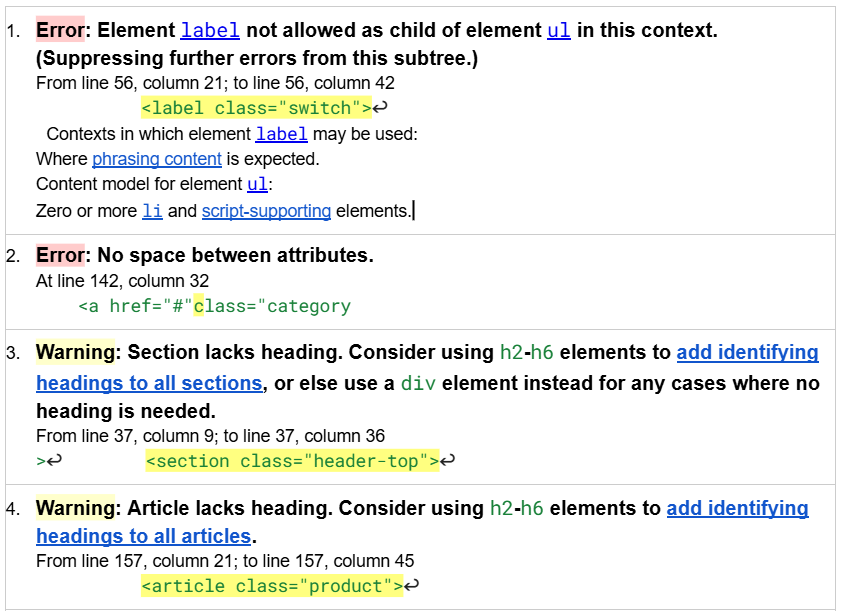 1. Error: Element label not allowed as child of element ul in this context.
(Suppressing further errors from this subtree.)
From line 56, column 21; to line 56, column 42
<label class="switch">↩
Contexts in which element label may be used:
Where phrasing content is expected.
Content model for element ul:
Zero or more li and script-supporting elements.
2. Error: No space between attributes.
At line 142, column 32
<a href="#"class="category
3. Warning: Section lacks heading. Consider using h2-h6 elements to add identifying
headings to all sections, or else use a div element instead for any cases where no
heading is needed.
From line 37, column 9; to line 37, column 36
>↩ <section class="header-top">↩
4. Warning: Article lacks heading. Consider using h2-h6 elements to add identifying
headings to all articles.
From line 157, column 21; to line 157, column 45
<article class="product">↩